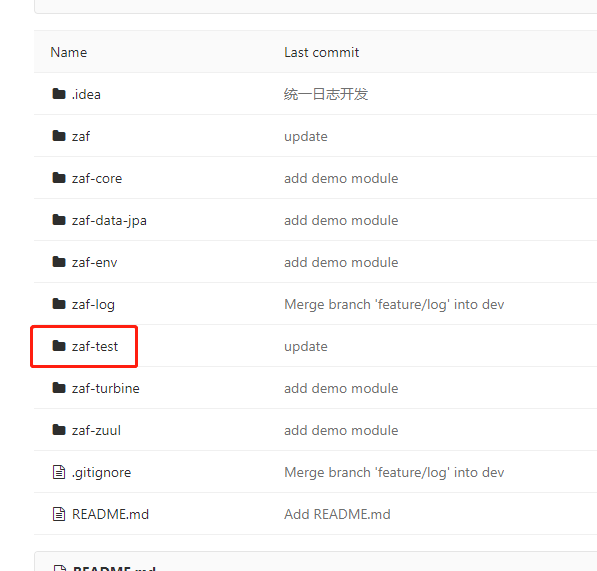 Name Last commit
.idea 统一日志开发
zaf update
zaf-core add demo module
zaf-data-jpa add demo module
zaf-env add demo module
zaf-log Merge branch 'feature/log' into dev
zaf-test update
zaf-turbine add demo module
zaf-zuul add demo module
.gitignore Merge branch 'feature/log' into dev
README.md Add README.md
README.md